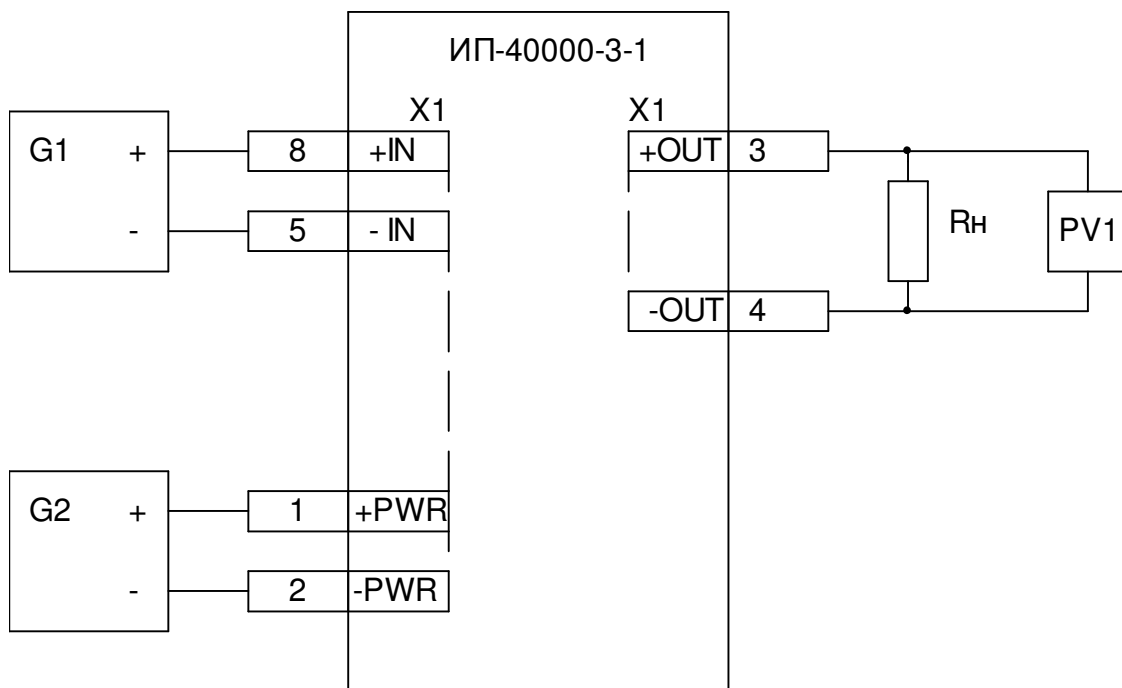 ИП-40000-3-1
X1 X1
G1 + 8 +IN +OUT 3
- 5 - IN Rн PV1
-OUT 4
G2 + 1 +PWR
- 2 -PWR